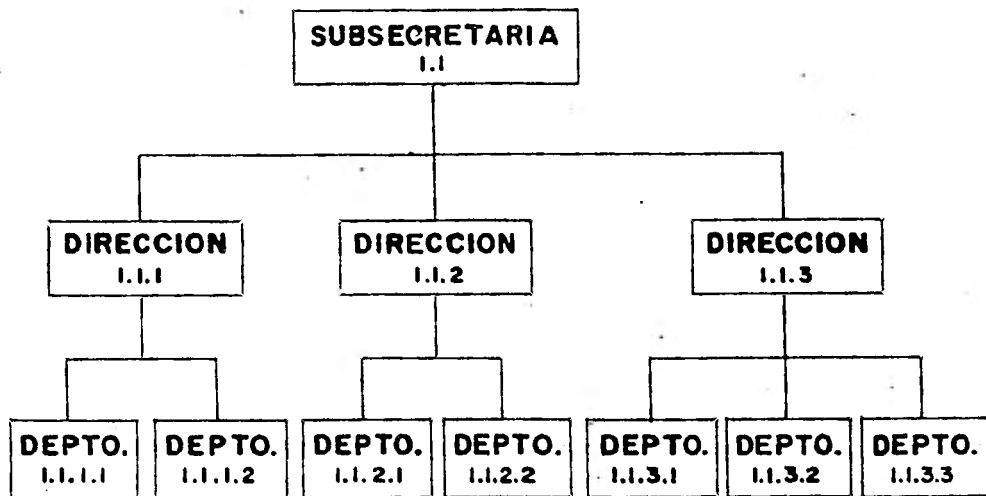 SUBSECRETARIA
1.1
DIRECCION
1.1.1
DIRECCION
1.1.2
DIRECCION
1.1.3
DEPTO.
1.1.1.1
DEPTO.
1.1.1.2
DEPTO.
1.1.2.1
DEPTO.
1.1.2.2
DEPTO.
1.1.3.1
DEPTO.
1.1.3.2
DEPTO.
1.1.3.3